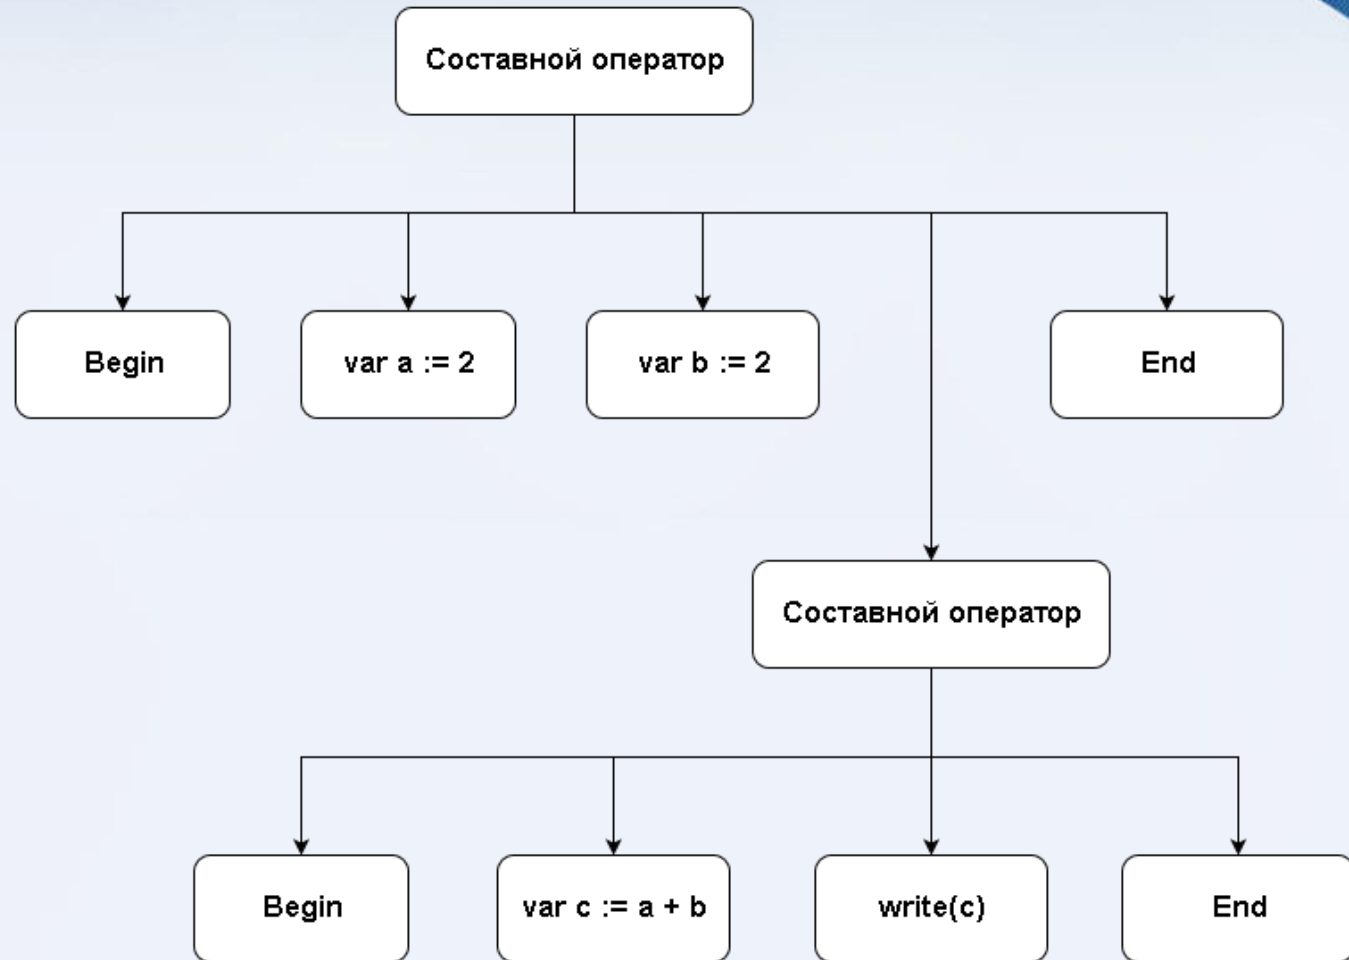 Составной оператор
Begin
var a := 2
var b := 2
End
Составной оператор
Begin
var c := a + b
write(c)
End